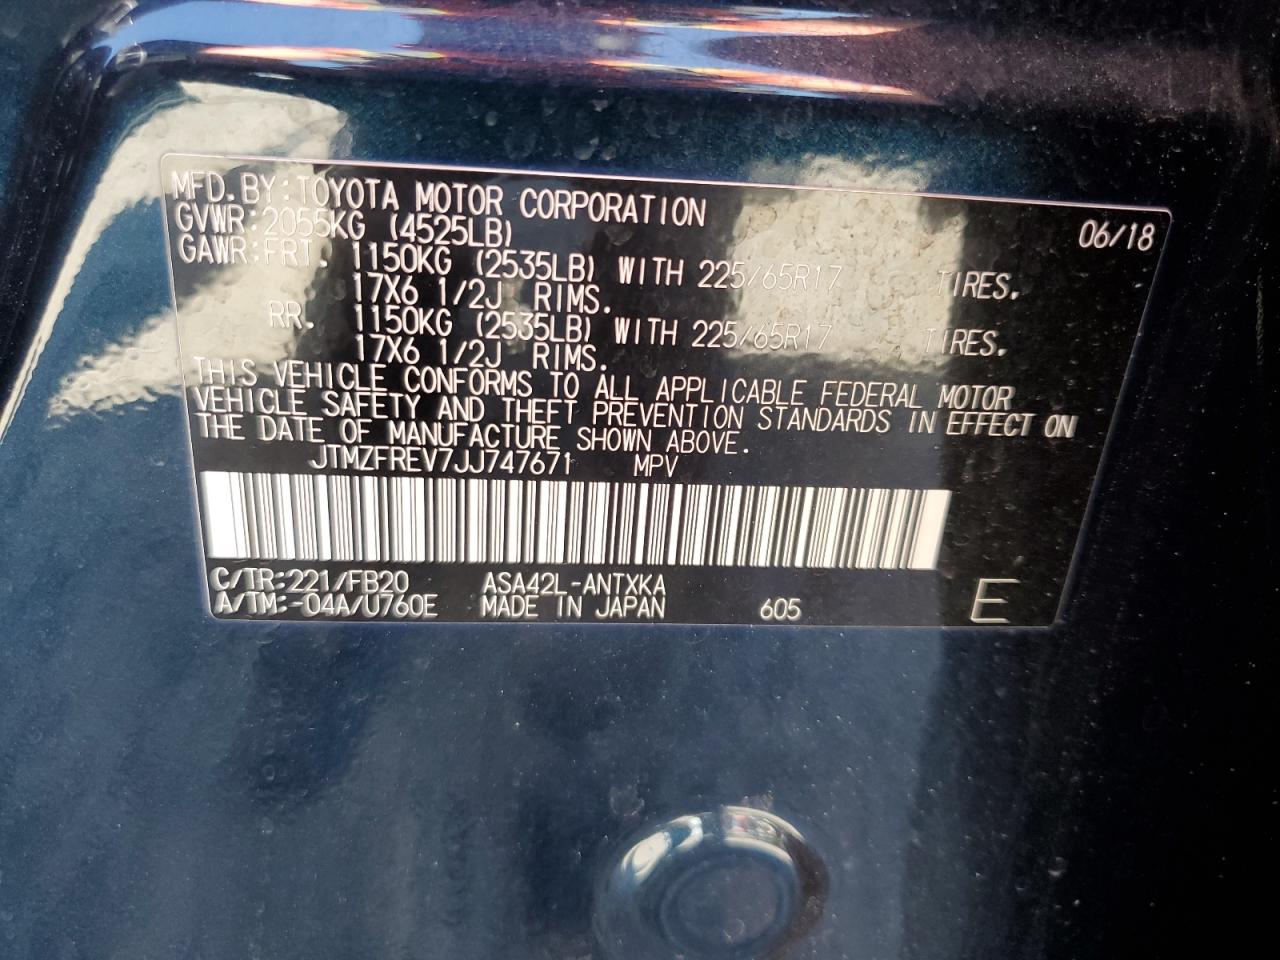 MFD. BY: TOYOTA MOTOR CORPORATION 06/18
GVWR: 2055KG (4525LB)
GAWR: FRT. 1150KG (2535LB) WITH 225/65R17 TIRES.
17X6 1/2J RIMS.
RR. 1150KG (2535LB) WITH 225/65R17 TIRES.
17X6 1/2J RIMS.
THIS VEHICLE CONFORMS TO ALL APPLICABLE FEDERAL MOTOR
VEHICLE SAFETY AND THEFT PREVENTION STANDARDS IN EFFECT ON
THE DATE OF MANUFACTURE SHOWN ABOVE.
JTMZFREV7JJ747671 MPV
C/TR: 221/FB20 ASA42L-ANTXKA
A/TM: -04A/U760E MADE IN JAPAN 605 E